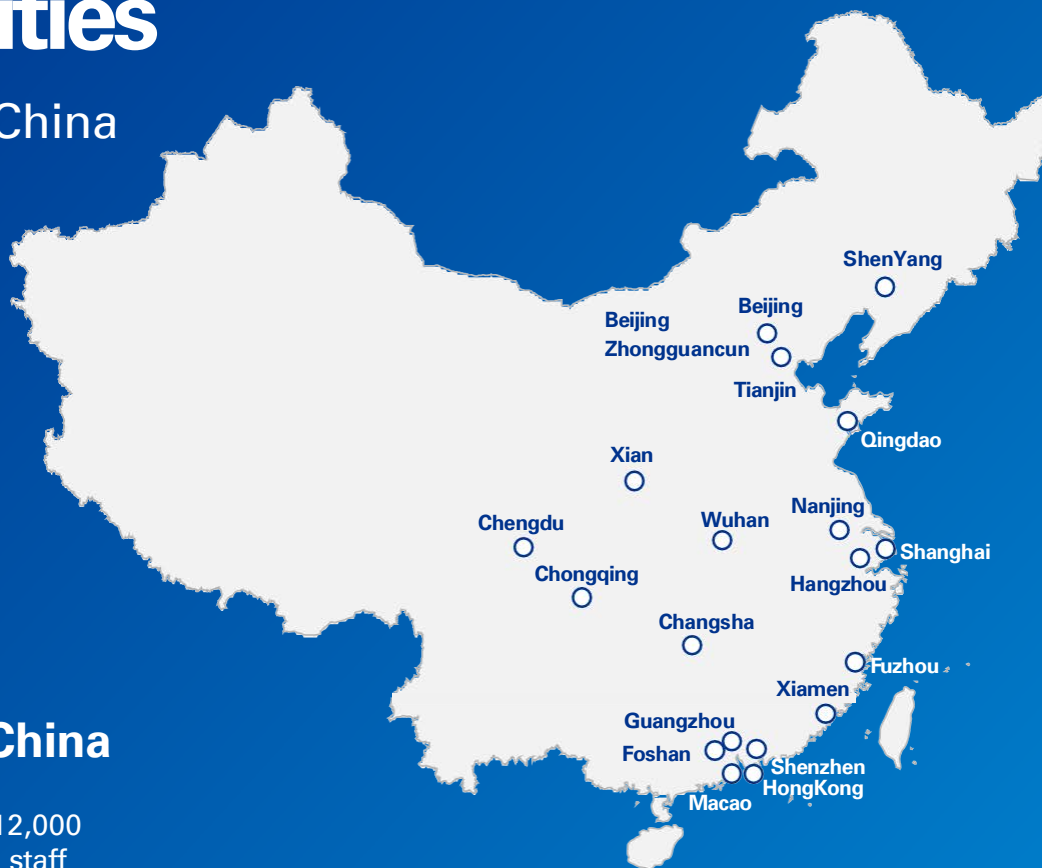 ities
China
ShenYang
Beijing
Beijing
Zhongguancun
Tianjin
Qingdao
Xian
Nanjing
Wuhan
Chengdu
Shanghai
Chongqing
Hangzhou
Changsha
Fuzhou
Xiamen
Guangzhou
China
Foshan
Shenzhen
HongKong
Macao
12,000
staff